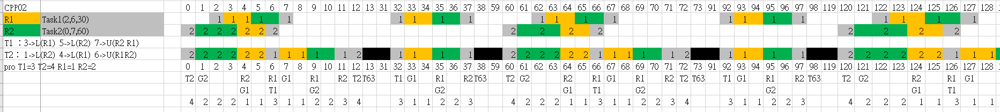 CPP02 0 1 2 3 4 5 6 7 8 9 10 11 12 13 31 32 33 34 35 36 37 38 59 60 61 62 63 64 65 66 67 68 69 70 71 72 73 91 92 93 94 95 96 97 98 119 120 121 122 123 124 125 126 127 128
R1 Task1(2,6,30) 1 1 1 1 1 1 1 1 1 1 1 1 1 1 1 1 1 1 1 1 1
R2 Task2(0,7,60) 2 2 2 2 2 2 2 2 2 2 2 2 2 2 2
T1 : 3->L(R1) 5->L(R2) 7->U(R2 R1)
T2 : 1->L(R2) 4->L(R1) 6->U(R1R2) 2 2 2 2 2 2 1 1 1 1 1 2 1 1 1 1 2 2 2 2 2 2 1 1 1 1 1 2 1 1 1 1 2 2 2 2 2 2 1 1 1
pro T1=3 T2=4 R1=1 R2=2 0 1 2 3 4 5 6 7 8 9 10 11 12 13 31 32 33 34 35 36 37 38 59 60 61 62 63 64 65 66 67 68 69 70 71 72 73 91 92 93 94 95 96 97 98 119 120 121 122 123 124 125 126 127 128
T2 G2 R2 R1 G1 R1 R2 T2 T63 T1 G1 R1 R2 T63 T2 G2 R2 R1 G1 R1 R2 T2 T63 T1 G1 R1 R2 T63 T2 G2 R2 R1 G1
G1 T1 G2 G2 G1 T1 G2 G2 G1 T1
4 2 2 2 1 1 3 1 1 2 2 3 4 3 1 1 2 2 3 4 2 2 2 1 1 3 1 1 2 2 3 4 3 1 1 2 2 3 4 2 2 2 1 1 3 1 1